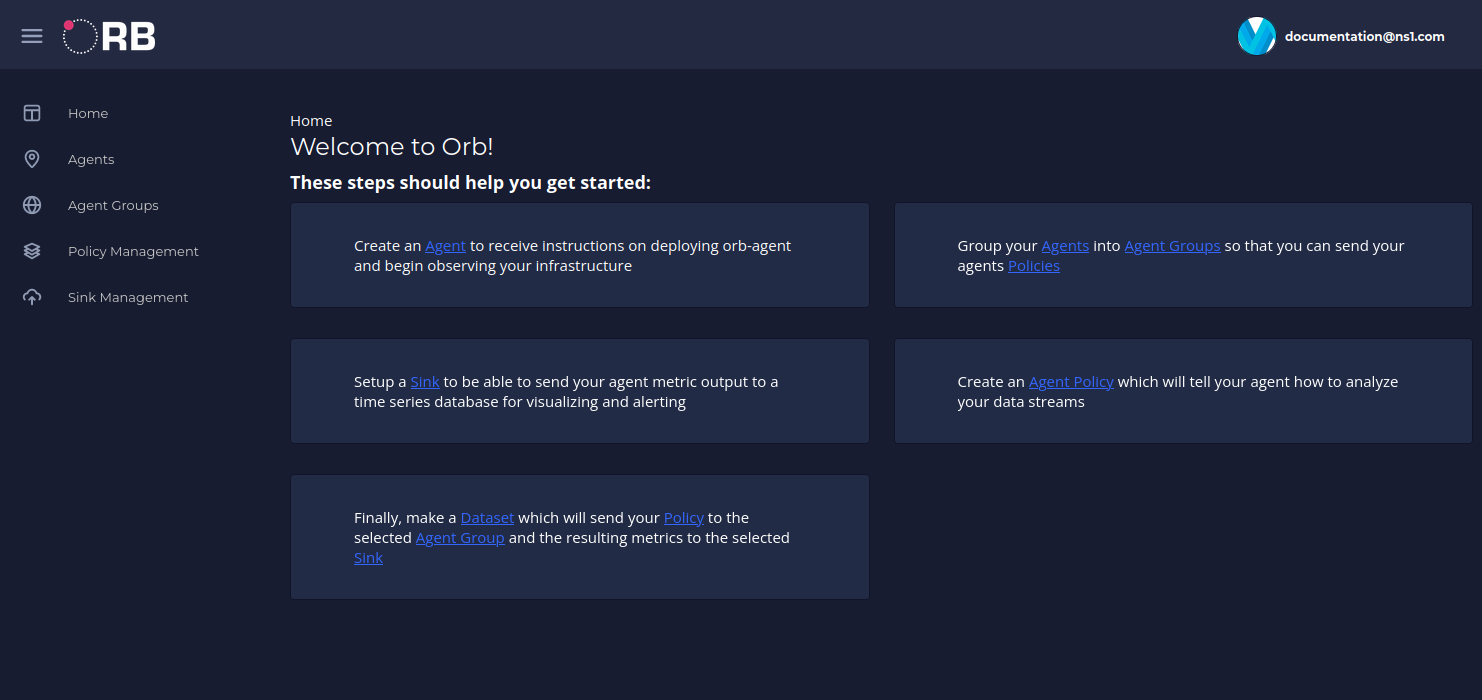 ORB
documentation@ns1.com
Home
Agents
Agent Groups
Policy Management
Sink Management
Home
Welcome to Orb!
These steps should help you get started:
Create an Agent to receive instructions on deploying orb-agent
and begin observing your infrastructure
Group your Agents into Agent Groups so that you can send your
agents Policies
Setup a Sink to be able to send your agent metric output to a
time series database for visualizing and alerting
Create an Agent Policy which will tell your agent how to analyze
your data streams
Finally, make a Dataset which will send your Policy to the
selected Agent Group and the resulting metrics to the selected
Sink